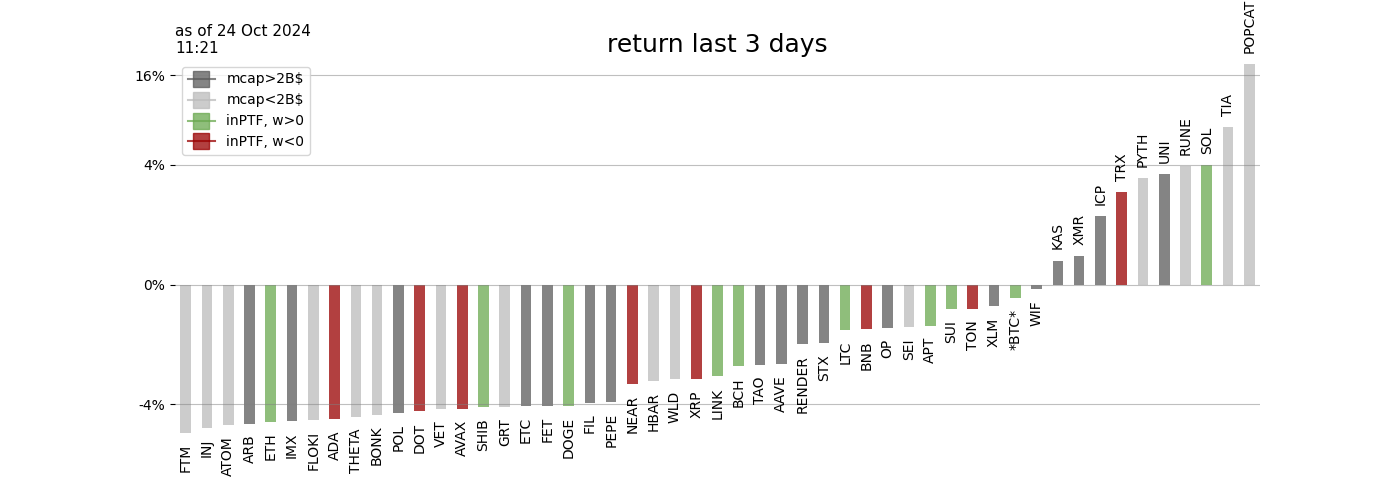 as of 24 Oct 2024
11:21
return last 3 days
mcap>2B$
mcap<2B$
inPTF, w>0
inPTF, w<0
16%
4%
0%
-4%
FTM
INJ
ATOM
ARB
ETH
IMX
FLOKI
ADA
THETA
BONK
POL
DOT
VET
AVAX
SHIB
GRT
ETC
FET
DOGE
FIL
PEPE
NEAR
HBAR
WLD
XRP
LINK
BCH
TAO
AAVE
RENDER
STX
LTC
BNB
OP
SEI
APT
SUI
TON
XLM
*BTC*
WIF
KAS
XMR
ICP
TRX
PYTH
UNI
RUNE
SOL
TIA
POPCAT